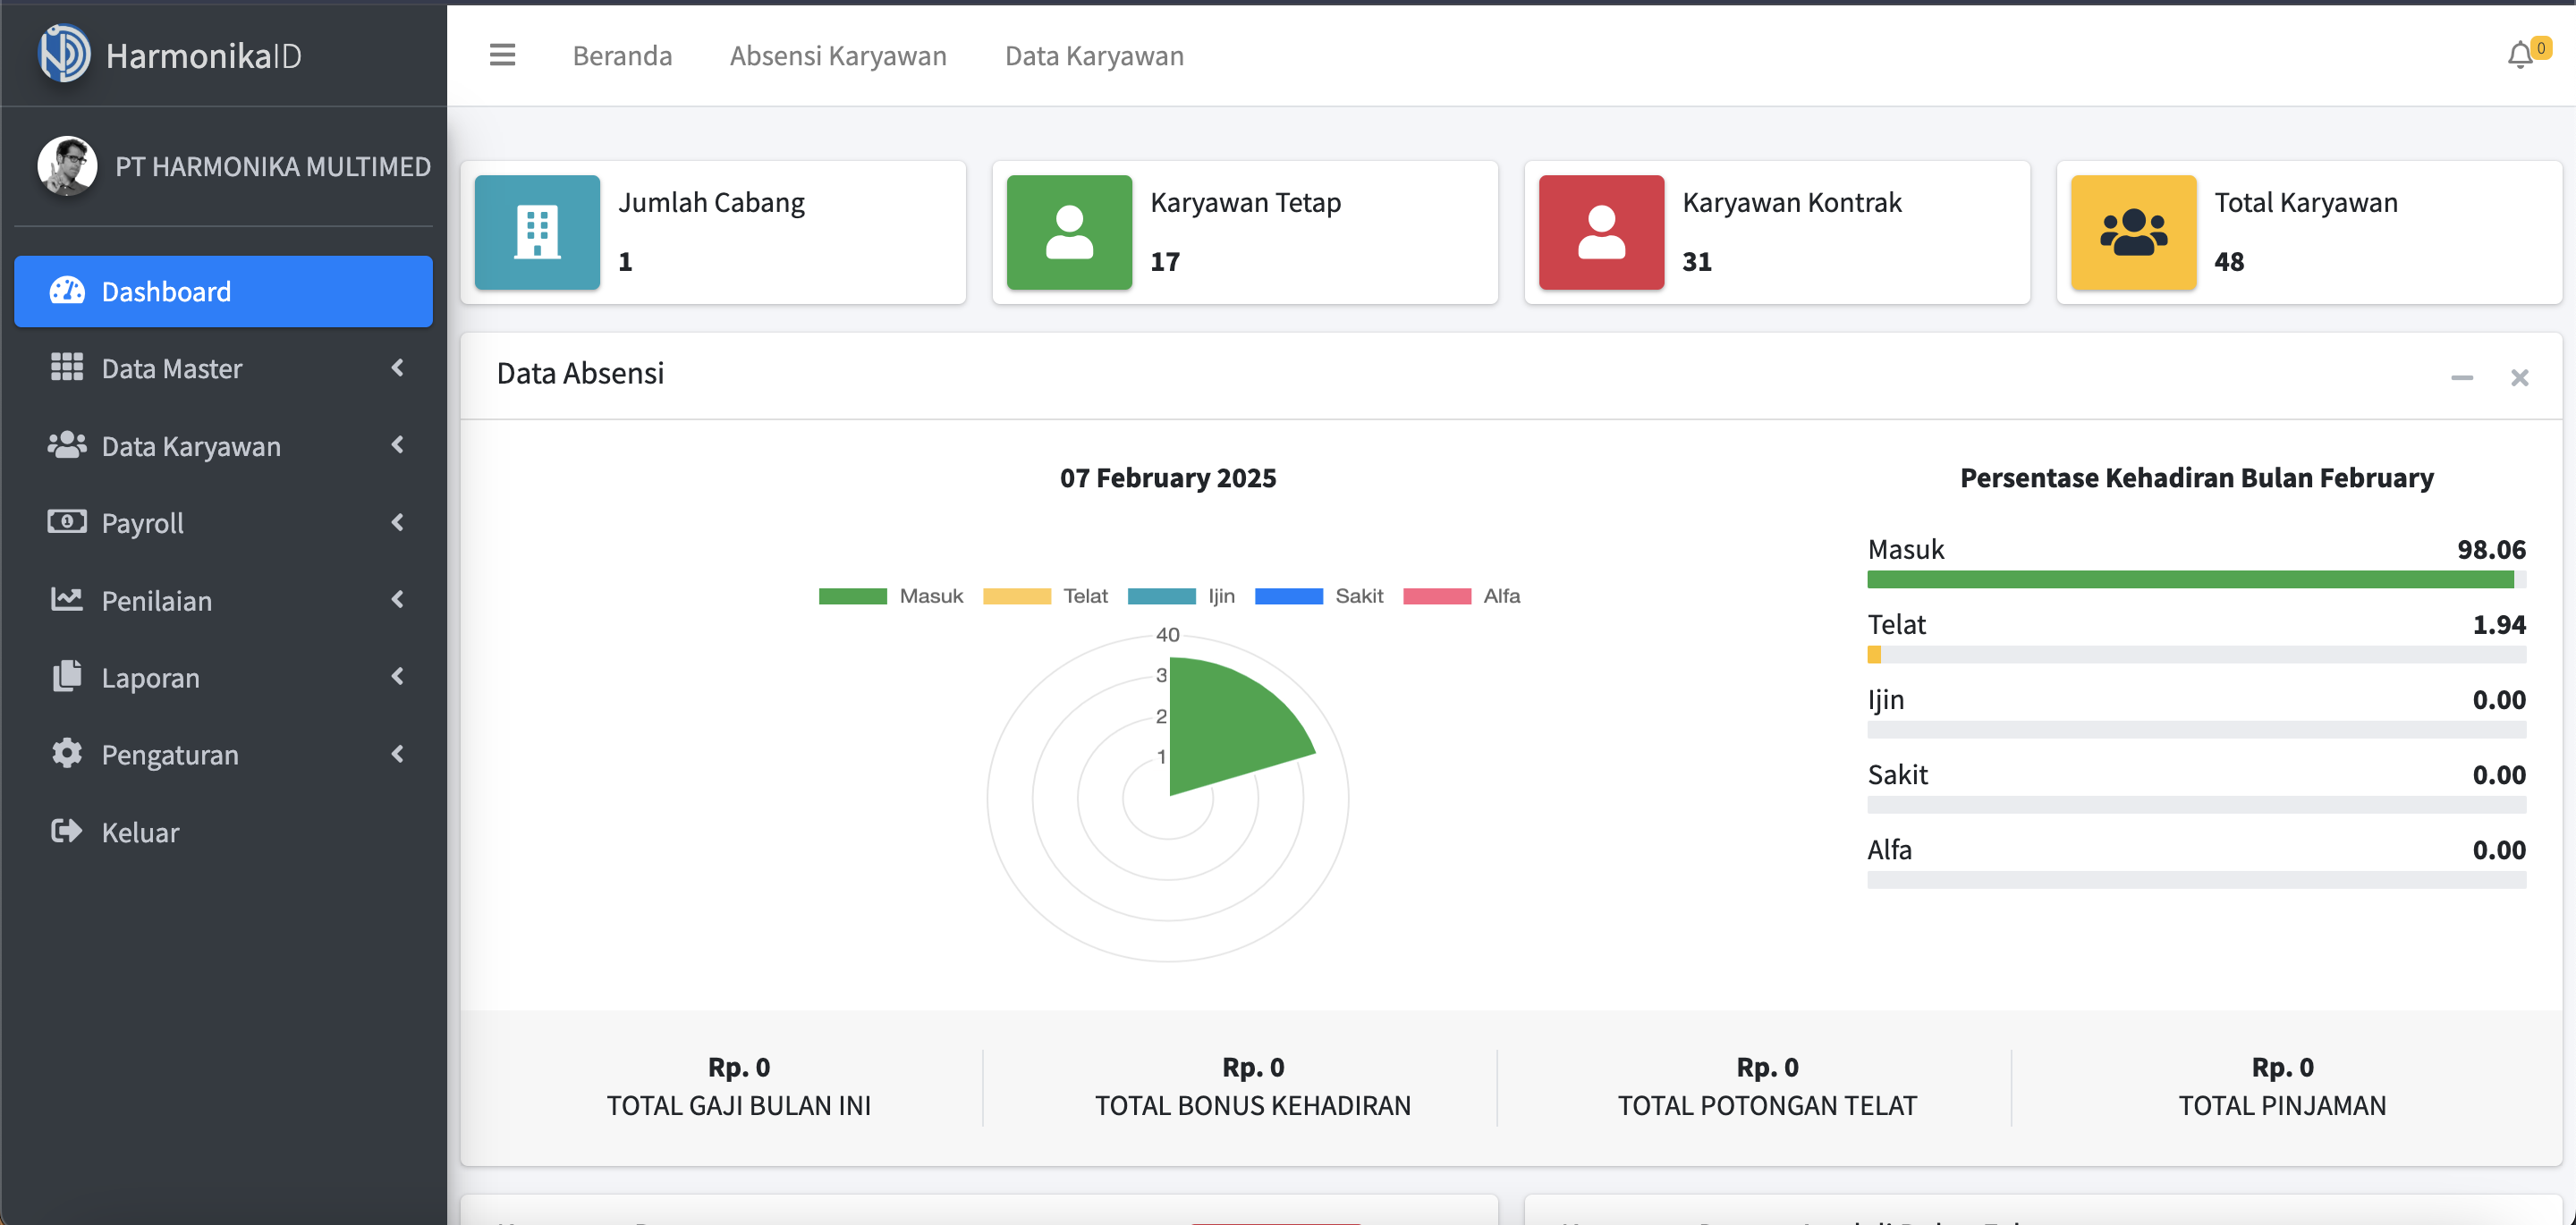 HarmonikaID
Beranda
Absensi Karyawan
Data Karyawan
0
PT HARMONIKA MULTIMED
Dashboard
Data Master
Data Karyawan
Payroll
Penilaian
Laporan
Pengaturan
Keluar
Jumlah Cabang
1
Karyawan Tetap
17
Karyawan Kontrak
31
Total Karyawan
48
Data Absensi
07 February 2025
Masuk Telat Ijin Sakit Alfa
40
3
2
1
Persentase Kehadiran Bulan February
Masuk 98.06
Telat 1.94
Ijin 0.00
Sakit 0.00
Alfa 0.00
Rp. 0
TOTAL GAJI BULAN INI
Rp. 0
TOTAL BONUS KEHADIRAN
Rp. 0
TOTAL POTONGAN TELAT
Rp. 0
TOTAL PINJAMAN